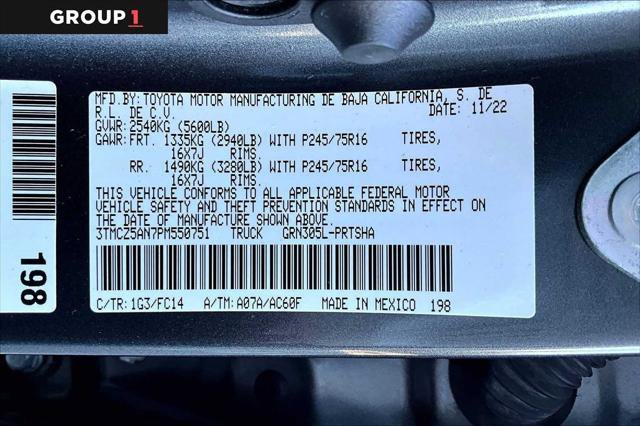 GROUP 1
MFD.BY: TOYOTA MOTOR MANUFACTURING DE BAJA CALIFORNIA, S. DE
R.L. DE C.V. DATE: 11/22
GVWR: 2540KG (5600LB)
GAWR: FRT. 1335KG (2940LB) WITH P245/75R16 TIRES,
16X7J RIMS.
RR. 1490KG (3280LB) WITH P245/75R16 TIRES,
16X7J RIMS.
THIS VEHICLE CONFORMS TO ALL APPLICABLE FEDERAL MOTOR
VEHICLE SAFETY AND THEFT PREVENTION STANDARDS IN EFFECT ON
THE DATE OF MANUFACTURE SHOWN ABOVE.
3TMCZ5AN7PM550751 TRUCK GRN305L-PRTSHA
C/TR: 1G3/FC14 A/TM: A07A/AC60F MADE IN MEXICO 198
198